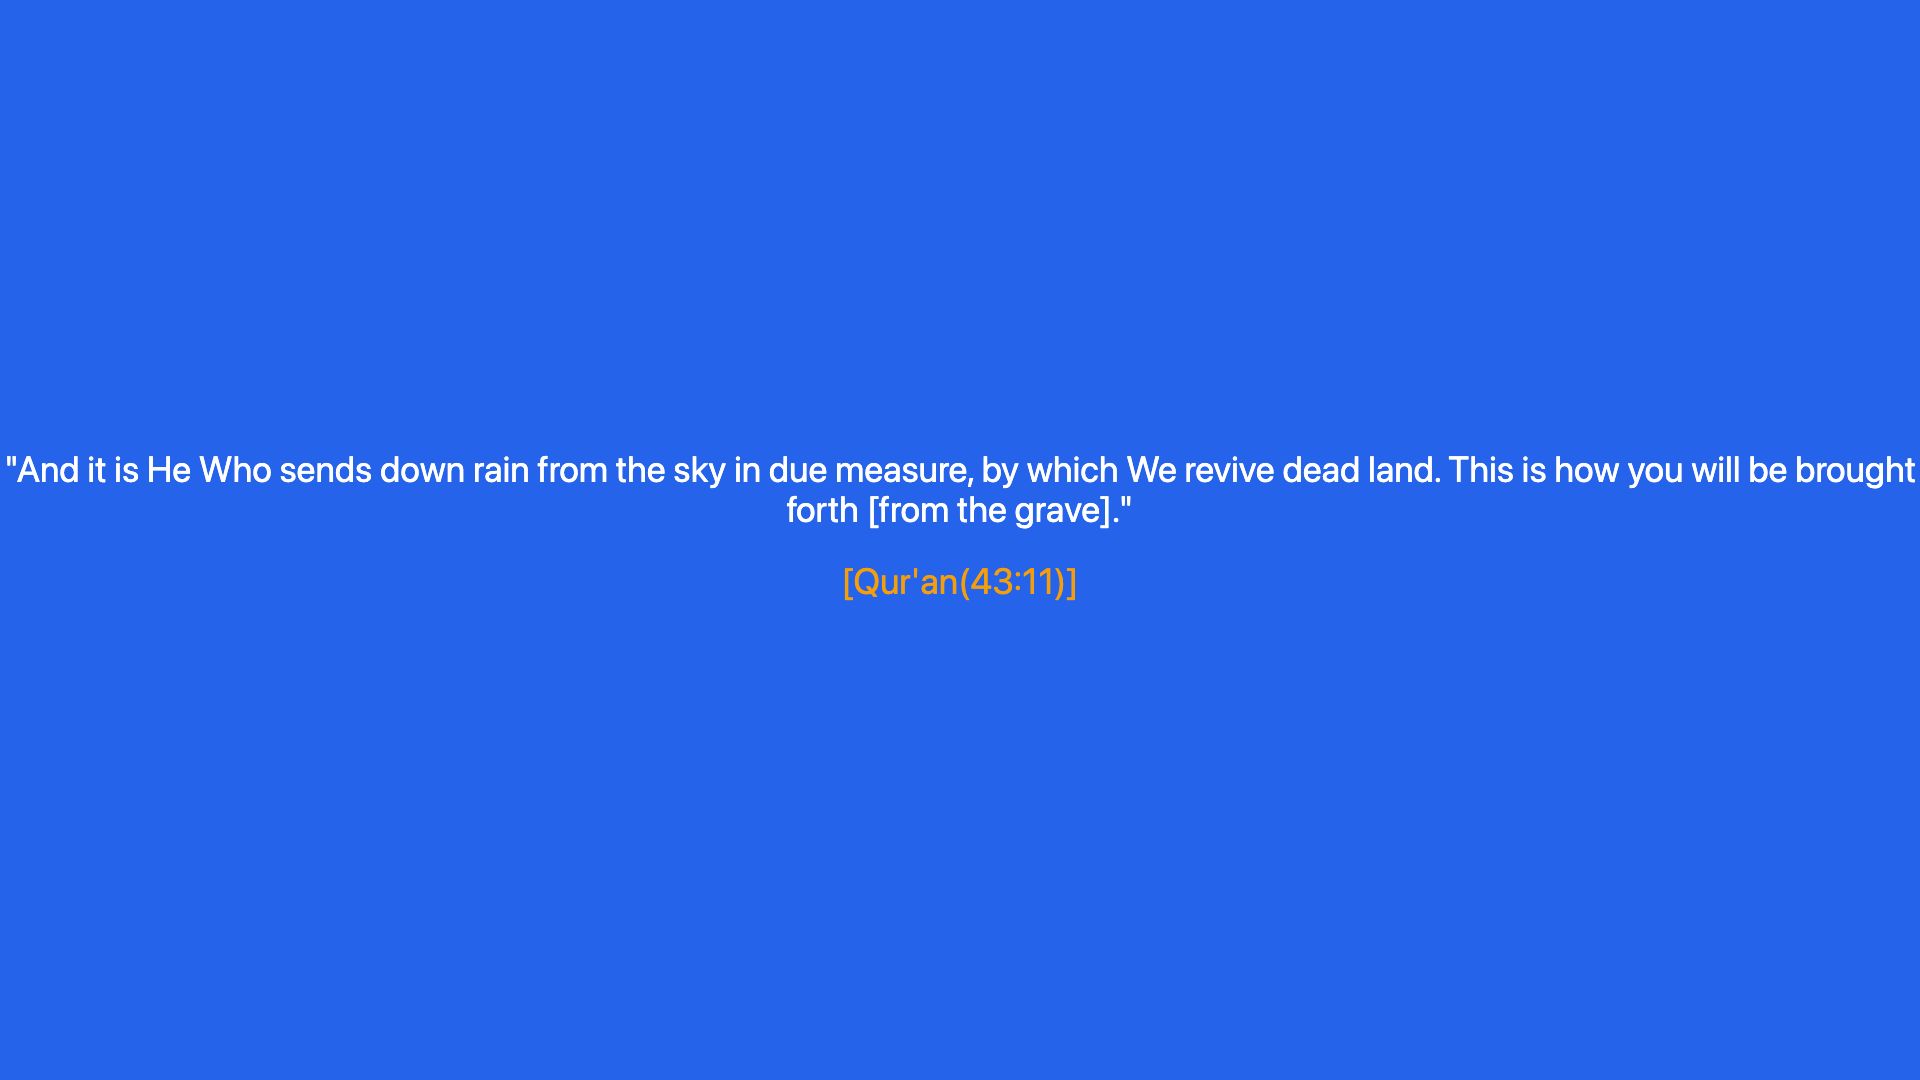 "And it is He Who sends down rain from the sky in due measure, by which We revive dead land. This is how you will be brought
forth [from the grave]."
[Qur'an(43:11)]